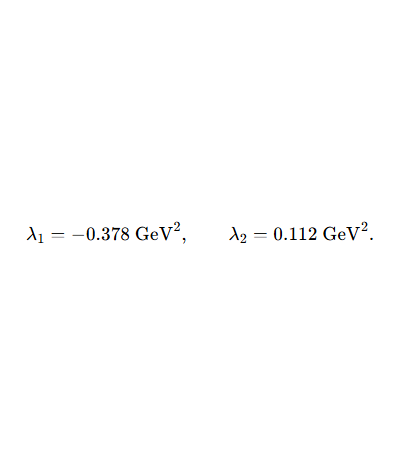 λ₁ = −0.378 GeV², λ₂ = 0.112 GeV².